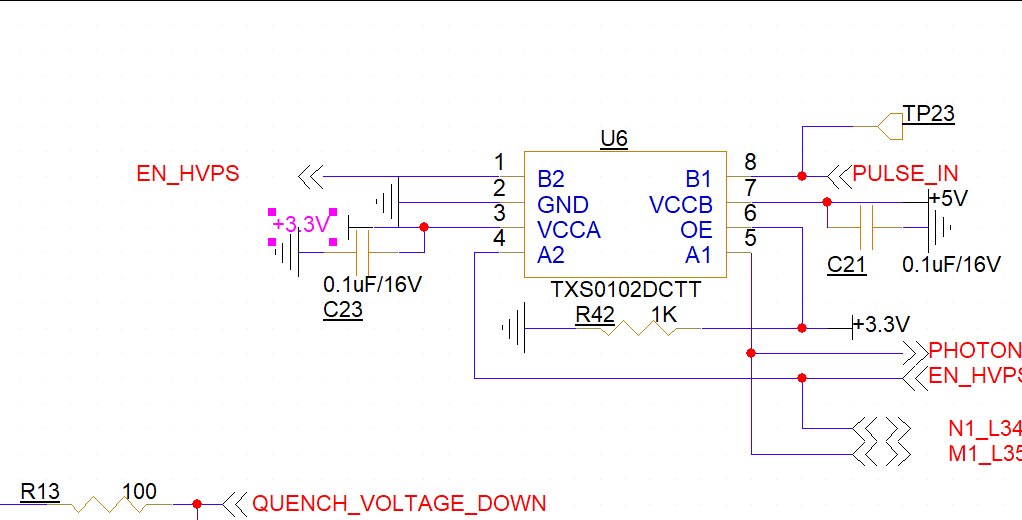 TP23
U6
EN_HVPS
1
8
PULSE_IN
B2
B1
2
7
+5V
GND
VCCB
3
6
+3.3V
VCCA
OE
4
5
A2
A1
C21
0.1uF/16V
0.1uF/16V
C23
TXS0102DCTT
R42
1K
+3.3V
PHOTON
EN_HVPS
N1_L34
M1_L35
R13
100
QUENCH_VOLTAGE_DOWN